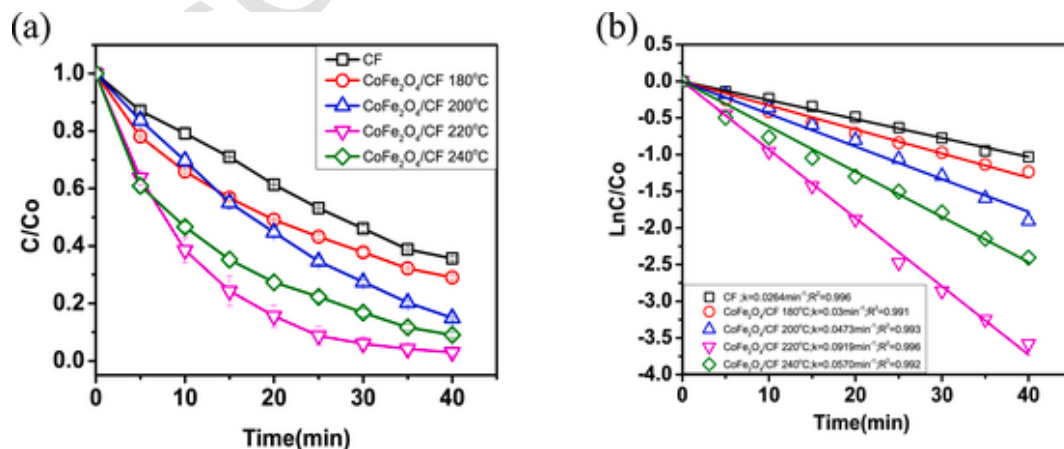 (a)
1.0
0.8
0.6
0.4
0.2
0.0
C/Co
0
10
20
30
40
Time(min)
CF
CoFe₂O₄/CF 180°C
CoFe₂O₄/CF 200°C
CoFe₂O₄/CF 220°C
CoFe₂O₄/CF 240°C
(b)
0.5
0.0
-0.5
-1.0
-1.5
-2.0
-2.5
-3.0
-3.5
-4.0
LnC/Co
0
10
20
30
40
Time(min)
CF ;k=0.0264min⁻¹;R²=0.996
CoFe₂O₄/CF 180°C;k=0.03min⁻¹;R²=0.991
CoFe₂O₄/CF 200°C;k=0.0473min⁻¹;R²=0.993
CoFe₂O₄/CF 220°C;k=0.0919min⁻¹;R²=0.996
CoFe₂O₄/CF 240°C;k=0.0570min⁻¹;R²=0.992